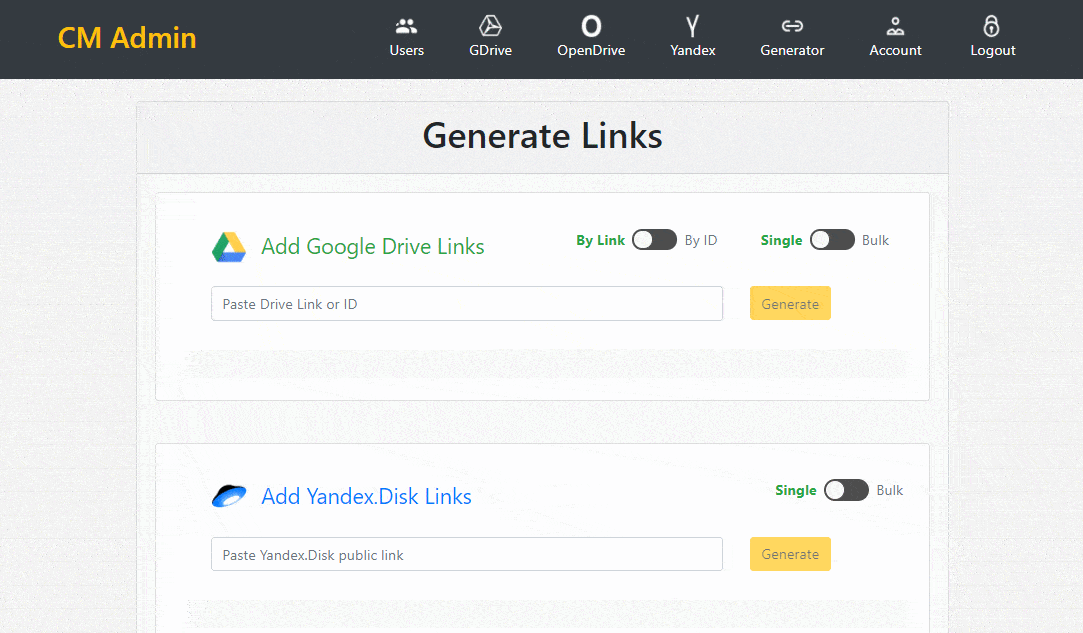 CM Admin
Users GDrive OpenDrive Yandex Generator Account Logout
Generate Links
Add Google Drive Links By Link By ID Single Bulk
Paste Drive Link or ID Generate
Add Yandex.Disk Links Single Bulk
Paste Yandex.Disk public link Generate